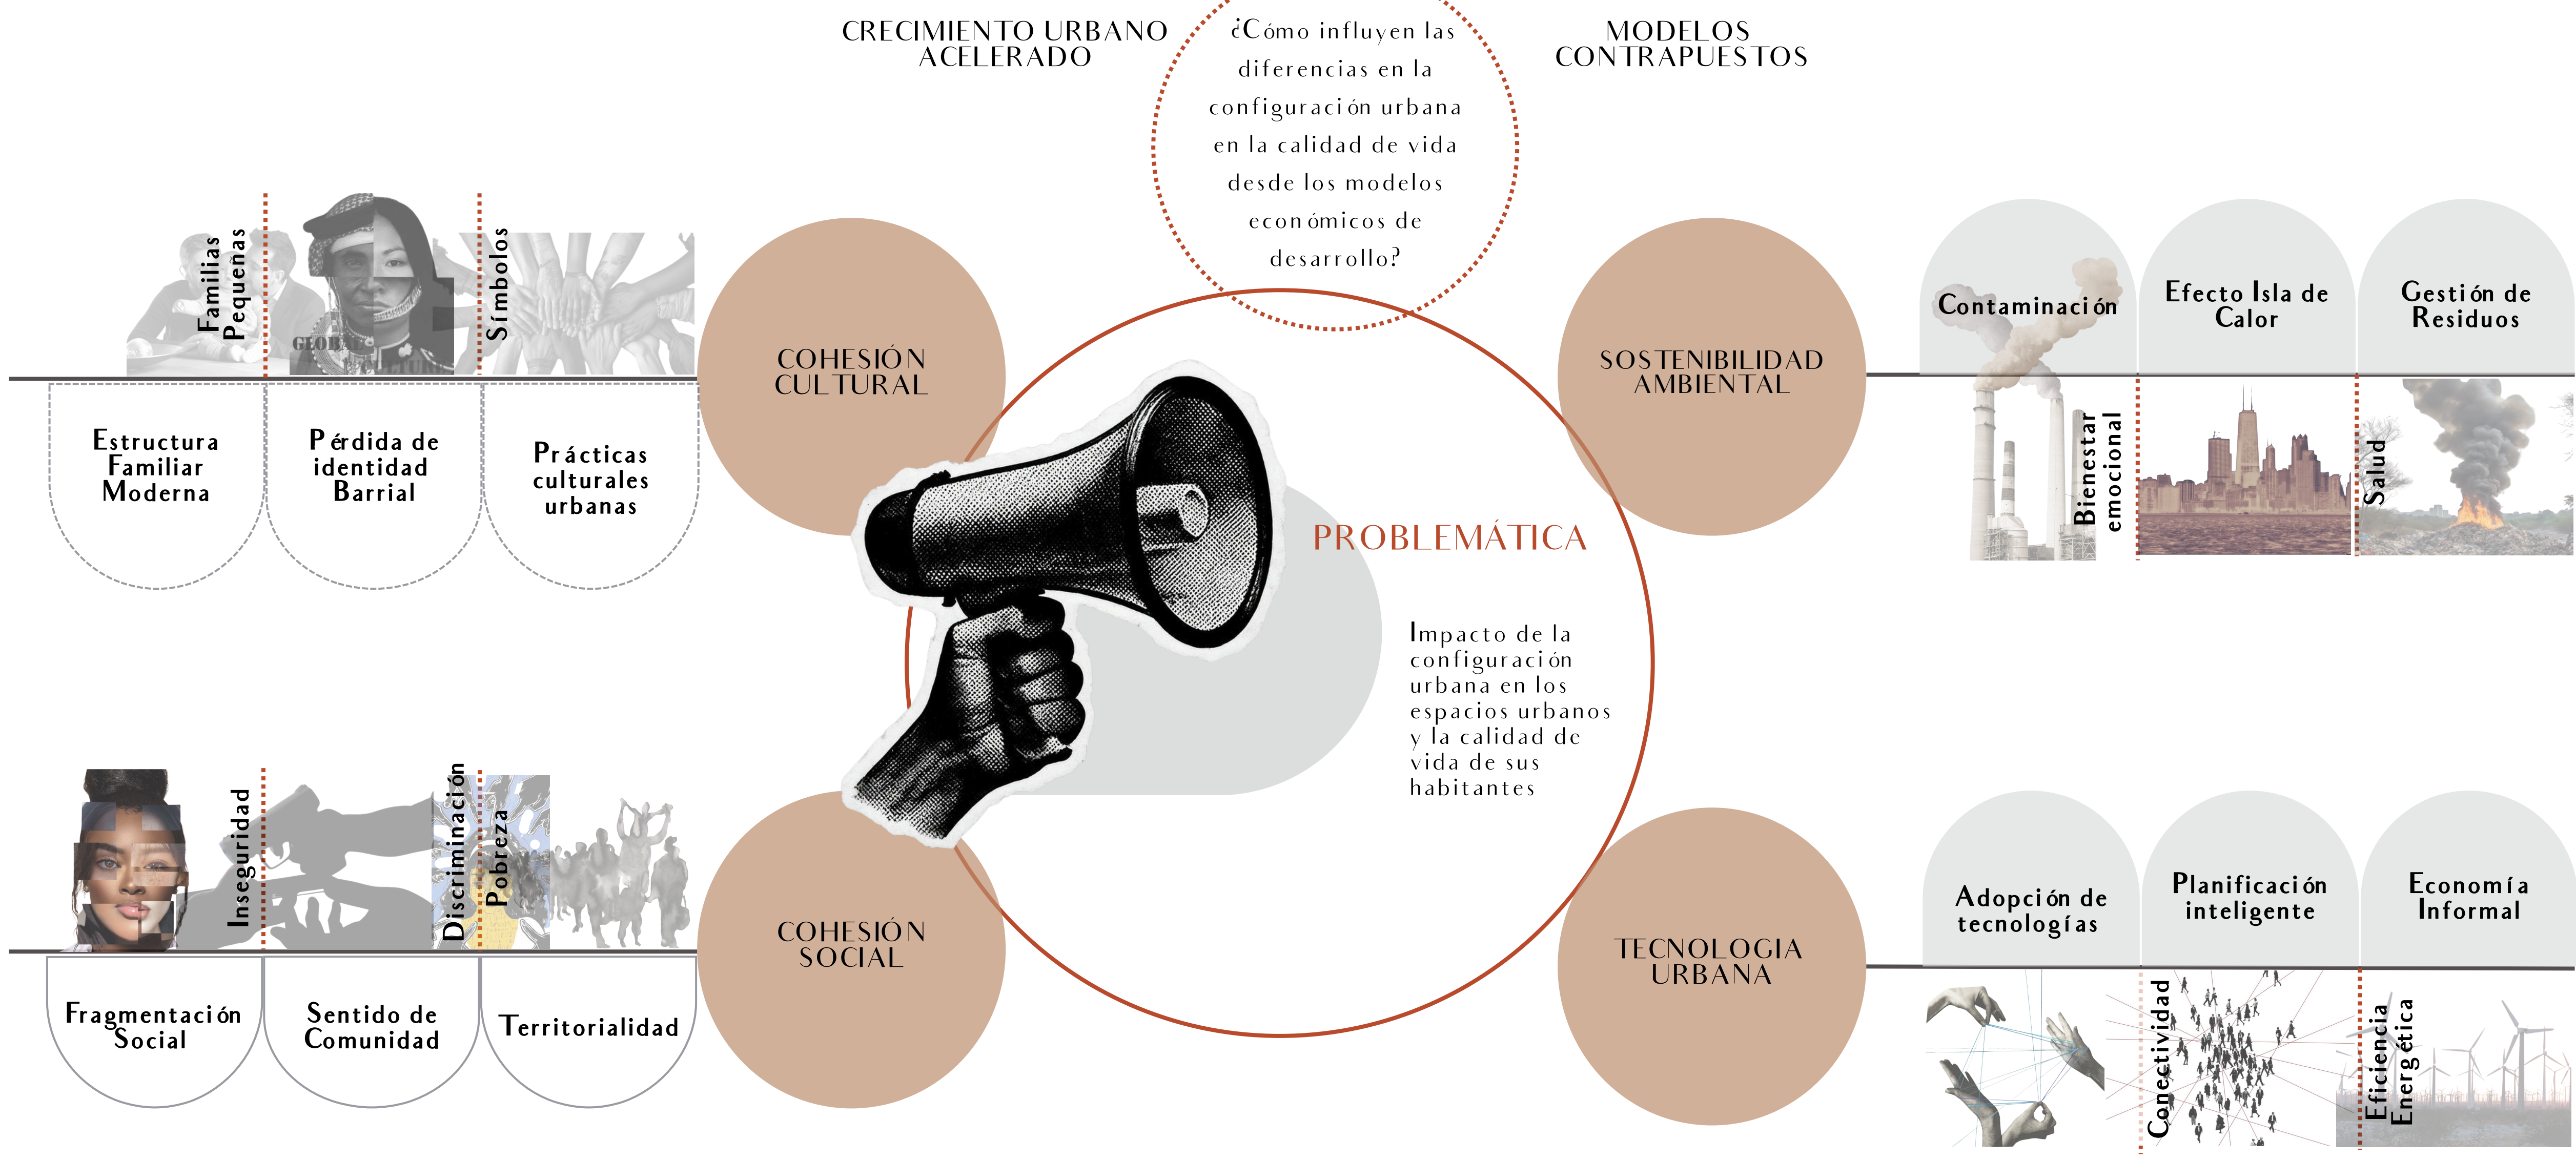 CRECIMIENTO URBANO
ACELERADO
¿Cómo influyen las
diferencias en la
configuración urbana
en la calidad de vida
desde los modelos
económicos de
desarrollo?
MODELOS
CONTRAPUESTOS
Familias
Pequeñas
GLOBAL
Símbolos
Estructura
Familiar
Moderna
Pérdida de
identidad
Barrial
Prácticas
culturales
urbanas
COHESIÓN
CULTURAL
SOSTENIBILIDAD
AMBIENTAL
Contaminación
Efecto Isla de
Calor
Gestión de
Residuos
Bienestar
emocional
Salud
PROBLEMÁTICA
Impacto de la
configuración
urbana en los
espacios urbanos
y la calidad de
vida de sus
habitantes
Inseguridad
Discriminación
Pobreza
Fragmentación
Social
Sentido de
Comunidad
Territorialidad
COHESIÓN
SOCIAL
TECNOLOGIA
URBANA
Adopción de
tecnologías
Planificación
inteligente
Economía
Informal
Conectividad
Eficiencia
Energética